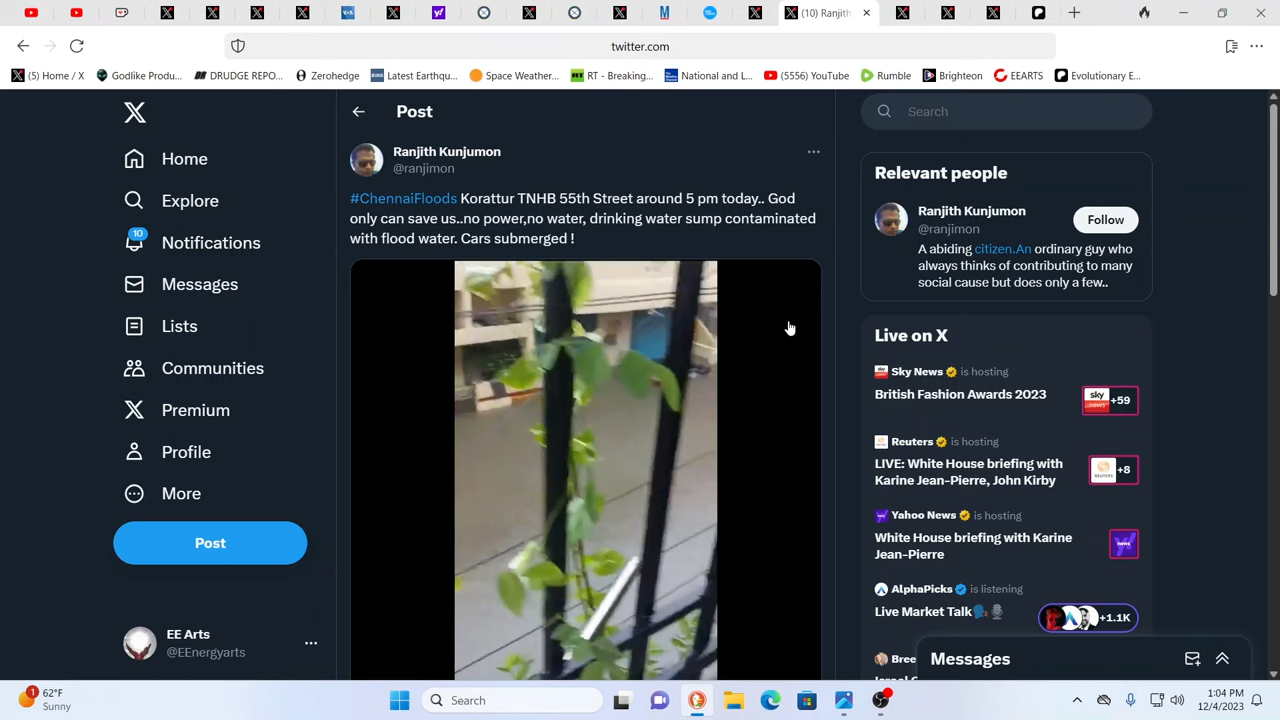 (10) Ranjith
twitter.com
(5) Home / X
Godlike Produ...
DRUDGE REPO...
Zerohedge
Latest Earthqu...
Space Weather...
RT - Breaking...
National and L...
(5556) YouTube
Rumble
Brighteon
EEARTS
Evolutionary E...
Home
Explore
10
Notifications
Messages
Lists
Communities
Premium
Profile
More
Post
EE Arts
@EEnergyarts
Post
Ranjith Kunjumon
@ranjimon
#ChennaiFloods Korattur TNHB 55th Street around 5 pm today.. God
only can save us..no power,no water, drinking water sump contaminated
with flood water. Cars submerged !
Search
Relevant people
Ranjith Kunjumon
@ranjimon
Follow
A abiding citizen.An ordinary guy who
always thinks of contributing to many
social cause but does only a few..
Live on X
Sky News is hosting
British Fashion Awards 2023
sky news +59
Reuters is hosting
LIVE: White House briefing with
Karine Jean-Pierre, John Kirby
+8
Yahoo News is hosting
White House briefing with Karine
Jean-Pierre
AlphaPicks is listening
Live Market Talk
+1.1K
Messages
1
62°F
Sunny
Search
1:04 PM
12/4/2023